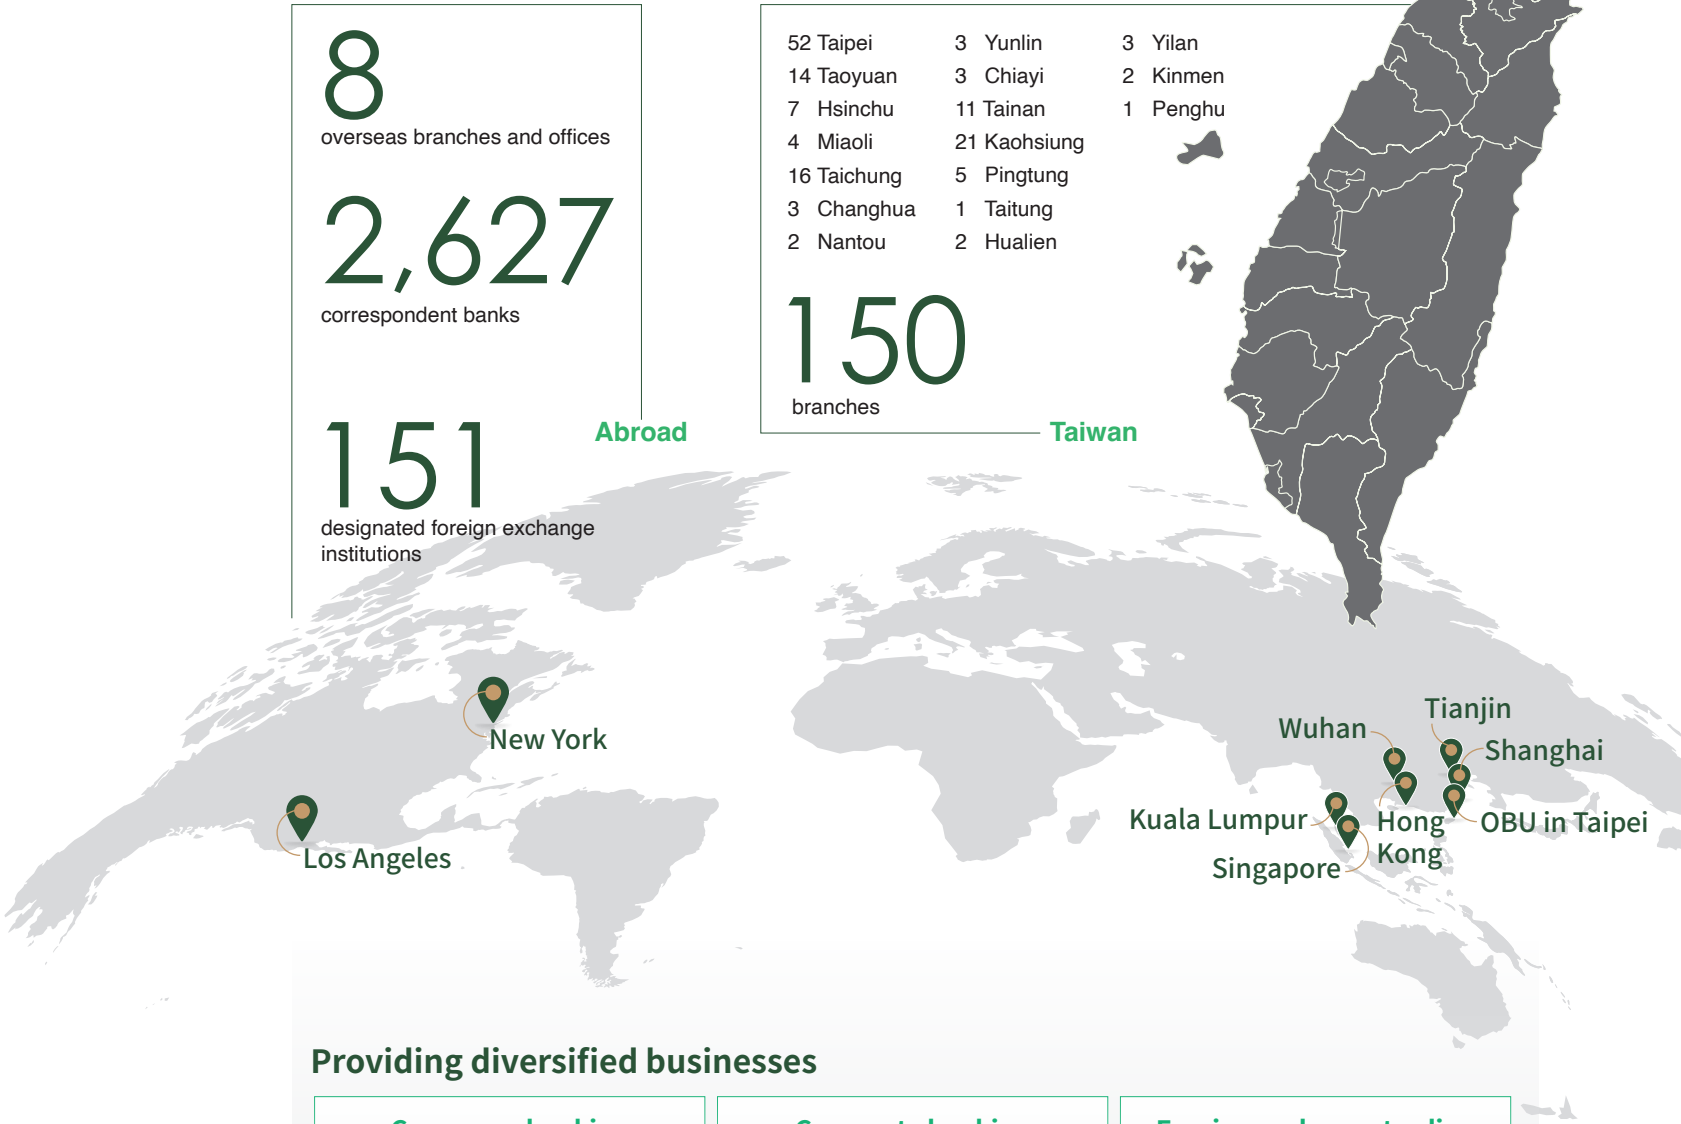 8
overseas branches and offices
2,627
correspondent banks
151
designated foreign exchange
institutions
Abroad
52 Taipei
14 Taoyuan
7 Hsinchu
4 Miaoli
16 Taichung
3 Changhua
2 Nantou
3 Yunlin
3 Chiayi
11 Tainan
21 Kaohsiung
5 Pingtung
1 Taitung
2 Hualien
3 Yilan
2 Kinmen
1 Penghu
150
branches
Taiwan
New York
Los Angeles
Wuhan
Tianjin
Shanghai
Kuala Lumpur
Hong
Kong
OBU in Taipei
Singapore
Providing diversified businesses